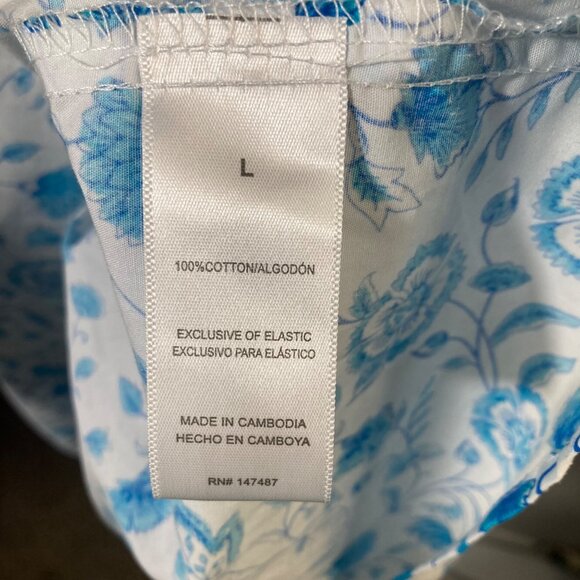 L
100%COTTON/ALGODÓN
EXCLUSIVE OF ELASTIC
EXCLUSIVO PARA ELÁSTICO
MADE IN CAMBODIA
HECHO EN CAMBOYA
RN# 147487